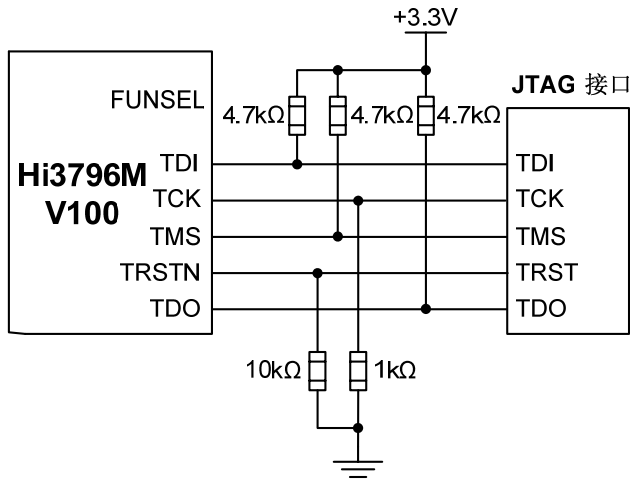 +3.3V
JTAG 接口
FUNSEL
4.7kΩ
4.7kΩ
4.7kΩ
Hi3796M
V100
TDI
TDI
TCK
TCK
TMS
TMS
TRSTN
TRST
TDO
TDO
10kΩ
1kΩ